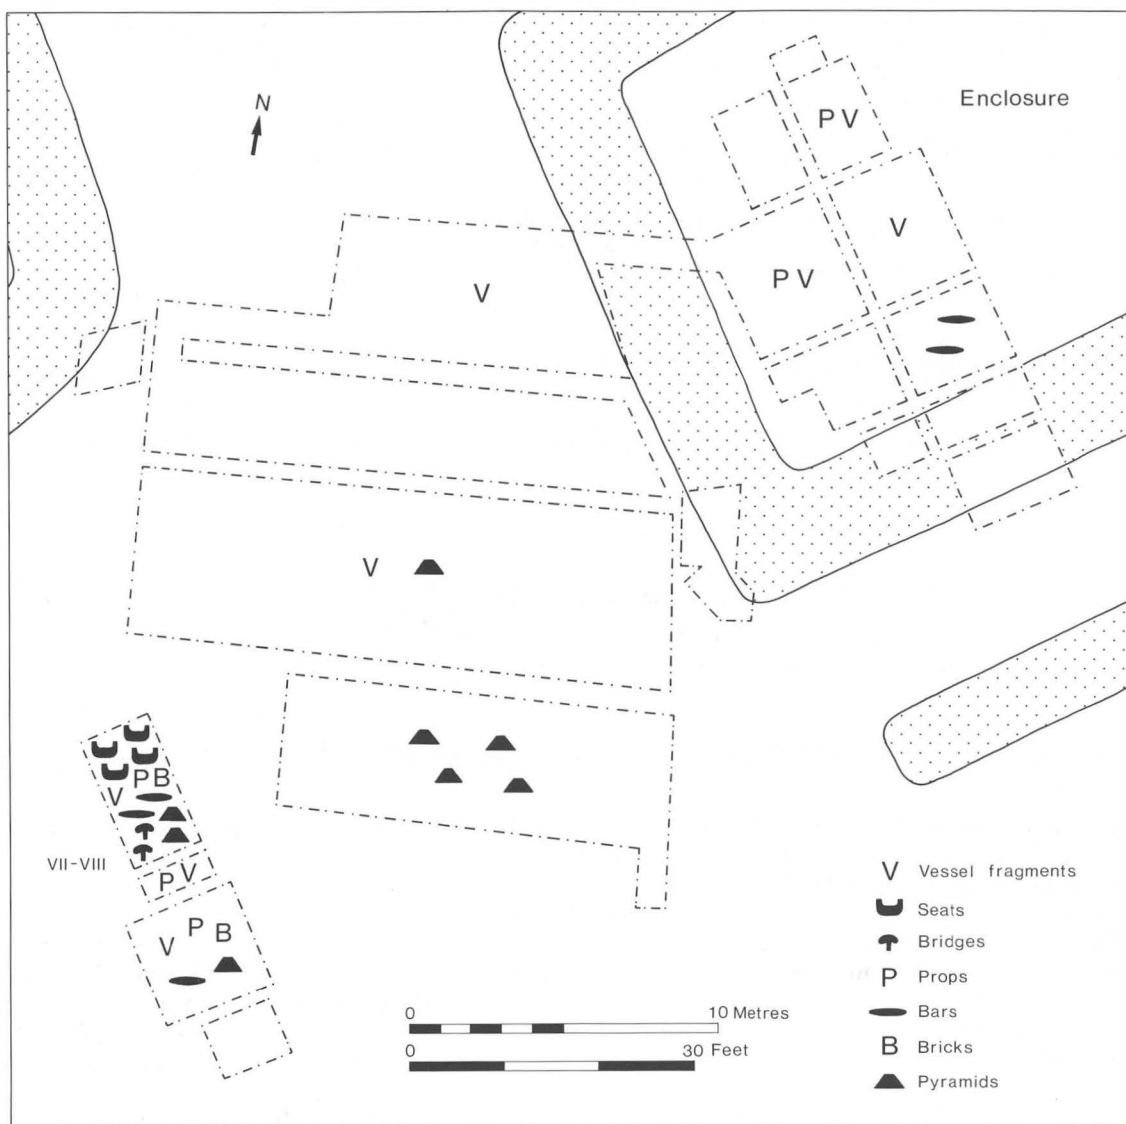 N
Enclosure
P V
V
P V
V
V
P B
V
VII-VIII
P V
P
V B
0 10 Metres
0 30 Feet
V Vessel fragments
Seats
Bridges
P Props
Bars
B Bricks
Pyramids